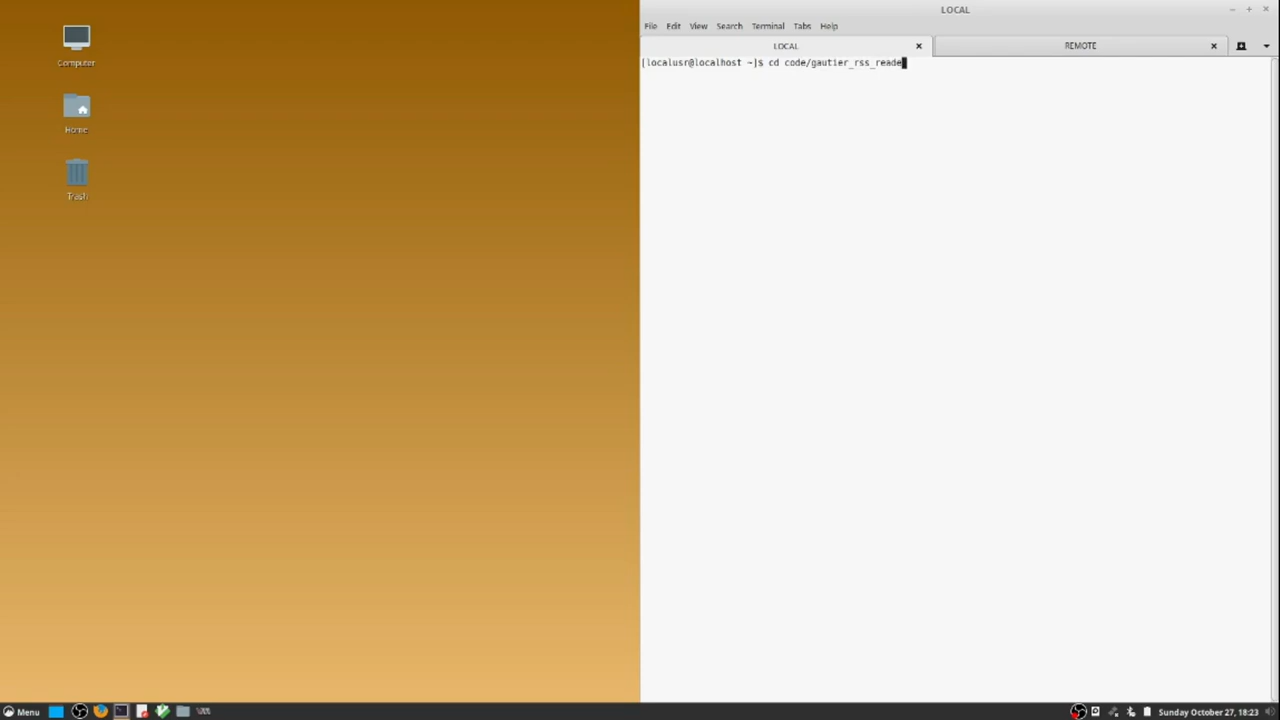 LOCAL
File Edit View Search Terminal Tabs Help
LOCAL
REMOTE
[localusr@localhost ~]$ cd code/gautier_rss_reade
Computer
Home
Trash
Menu
Sunday October 27, 18:23